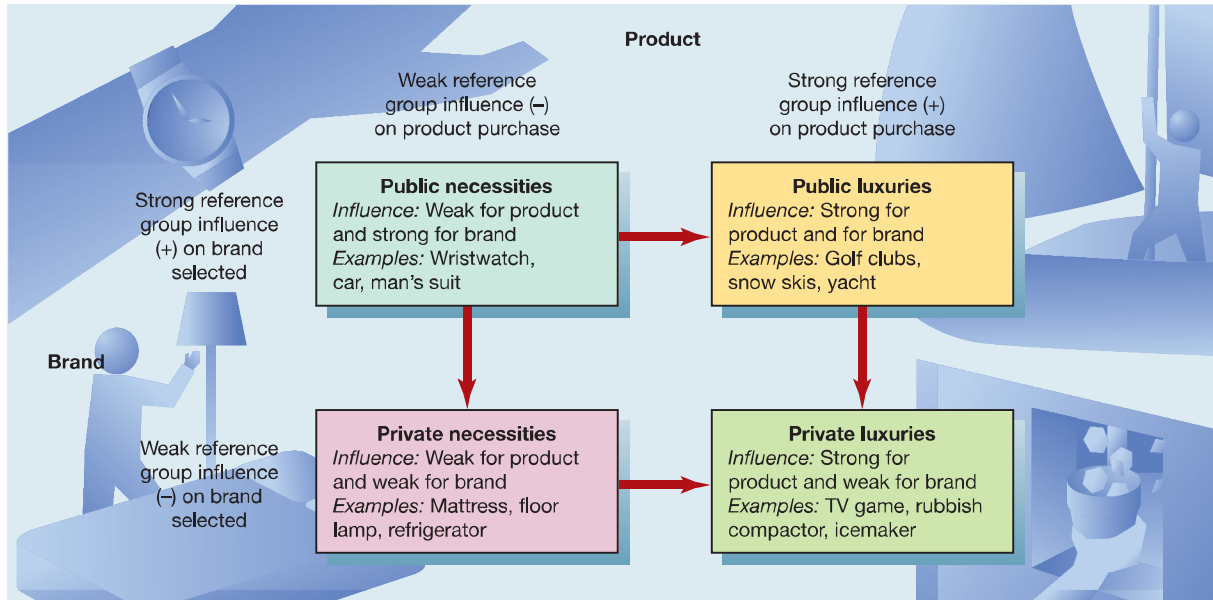 Product
Weak reference
group influence (–)
on product purchase
Strong reference
group influence (+)
on product purchase
Strong reference
group influence
(+) on brand
selected
Public necessities
Influence: Weak for product
and strong for brand
Examples: Wristwatch,
car, man’s suit
Public luxuries
Influence: Strong for
product and for brand
Examples: Golf clubs,
snow skis, yacht
Brand
Weak reference
group influence
(–) on brand
selected
Private necessities
Influence: Weak for product
and weak for brand
Examples: Mattress, floor
lamp, refrigerator
Private luxuries
Influence: Strong for
product and weak for brand
Examples: TV game, rubbish
compactor, icemaker